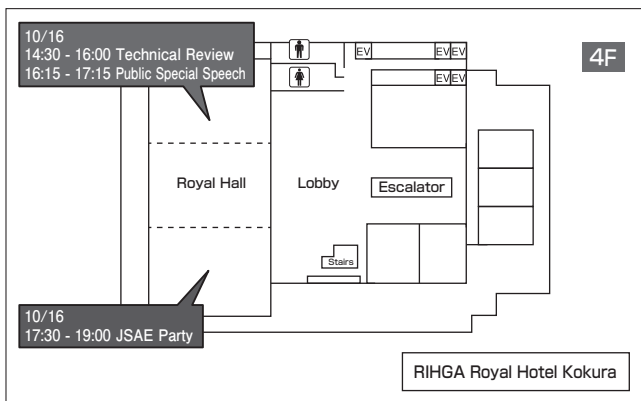 10/16
14:30 - 16:00 Technical Review
16:15 - 17:15 Public Special Speech
EV
EV EV
EV EV
4F
Royal Hall
Lobby
Escalator
Stairs
10/16
17:30 - 19:00 JSAE Party
RIHGA Royal Hotel Kokura